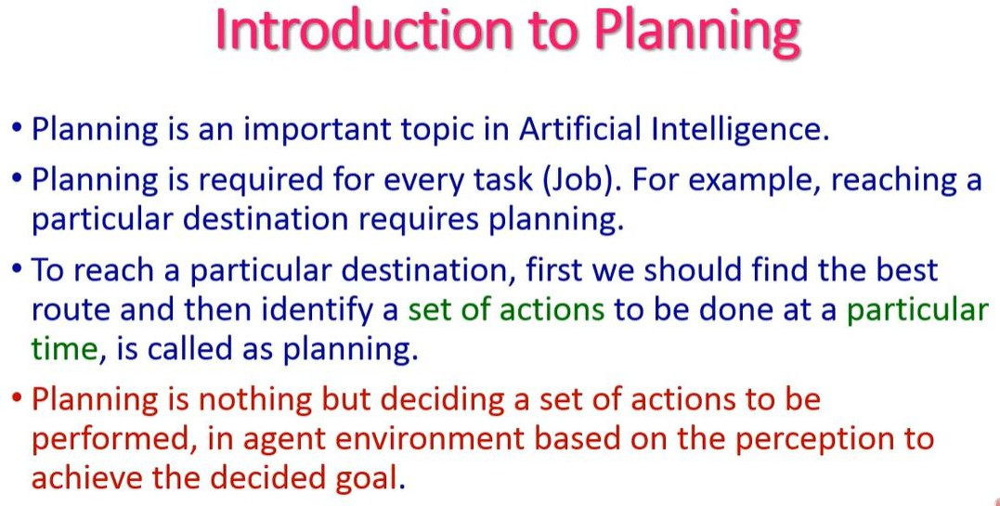 Introduction to Planning
• Planning is an important topic in Artificial Intelligence.
• Planning is required for every task (Job). For example, reaching a
particular destination requires planning.
• To reach a particular destination, first we should find the best
route and then identify a set of actions to be done at a particular
time, is called as planning.
• Planning is nothing but deciding a set of actions to be
performed, in agent environment based on the perception to
achieve the decided goal.